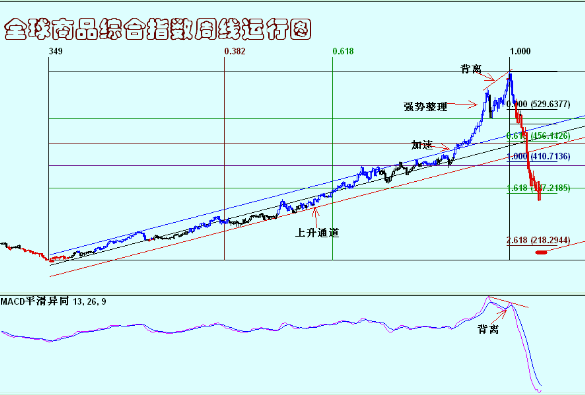 全球商品综合指数周线运行图
349
0.382
0.618
1.000
背离
0.000 (529.6377)
强势整理
0.618 (456.4426)
加速
1.000 (410.7136)
1.618
上升通道
2.618 (218.2944)
MACD平滑异同 13, 26, 9
背离